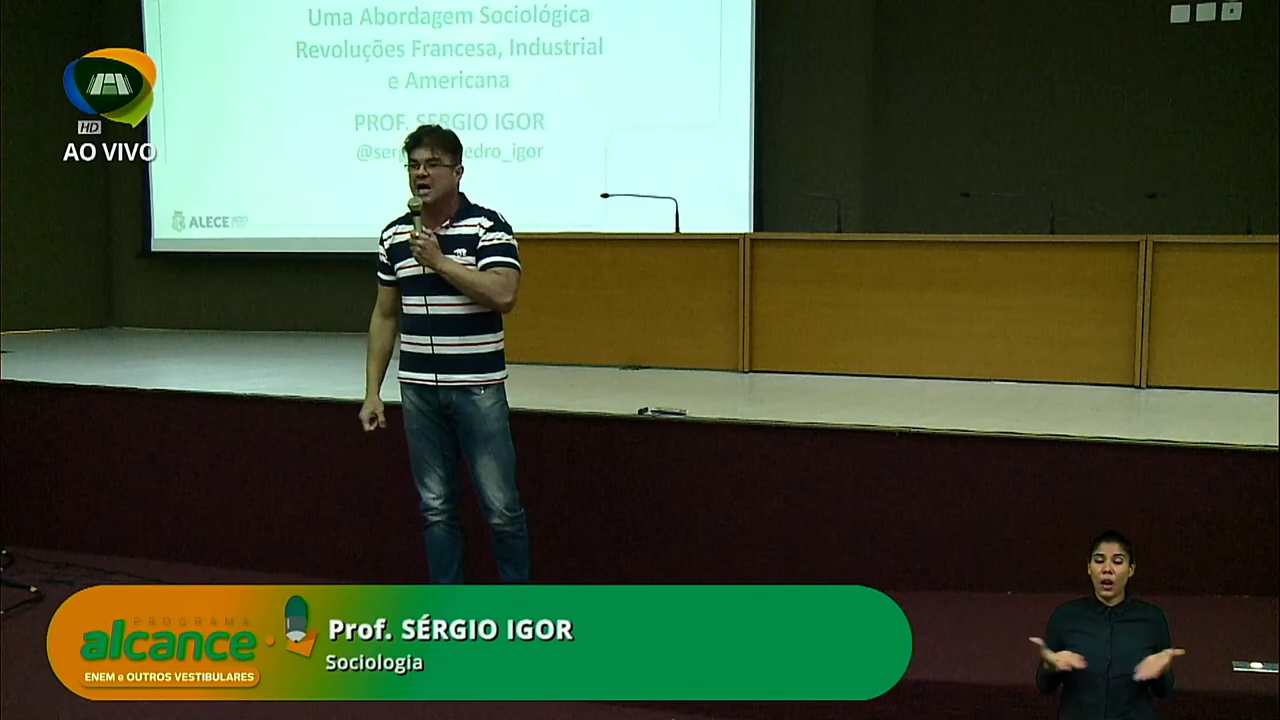 Uma Abordagem Sociológica
Revoluções Francesa, Industrial
e Americana
PROF. SÉRGIO IGOR
edro_igor
ALECE
HD
AO VIVO
PROGRAMA
alcance
ENEM e OUTROS VESTIBULARES
Prof. SÉRGIO IGOR
Sociologia